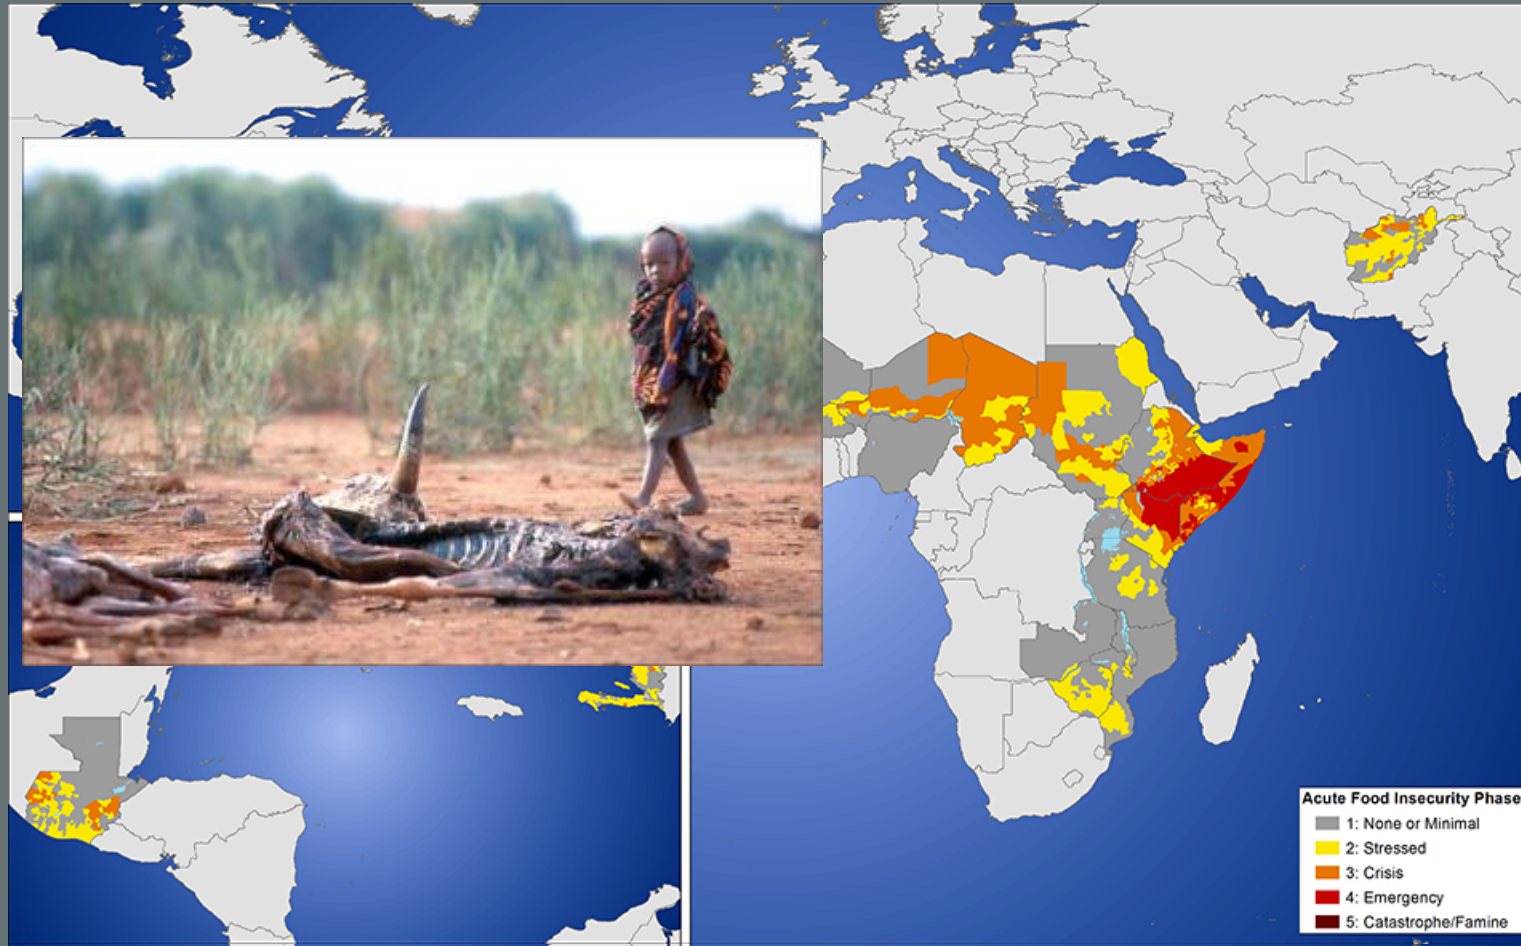 Acute Food Insecurity Phase
1: None or Minimal
2: Stressed
3: Crisis
4: Emergency
5: Catastrophe/Famine